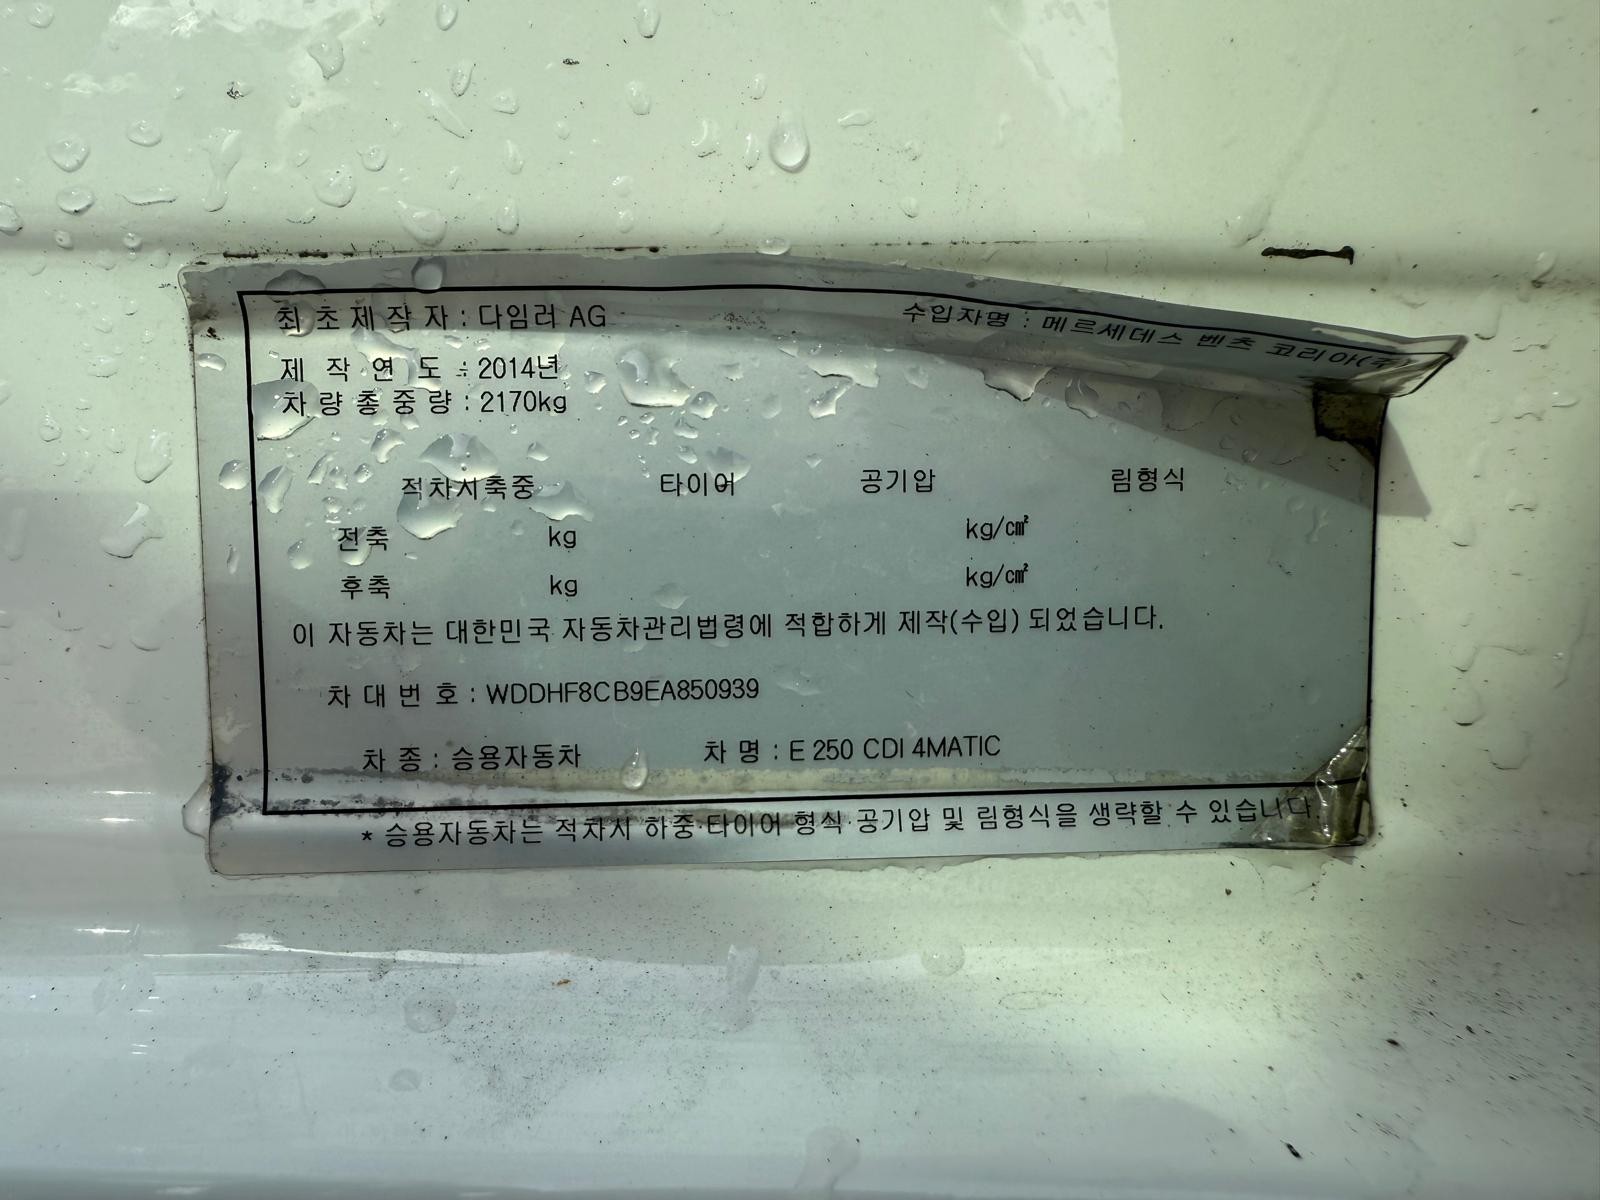 최초제작자 : 다임러 AG 수입자명 : 메르세데스 벤츠 코리아(주)
제작연도 : 2014년
차량총중량 : 2170kg
적차시축중 타이어 공기압 림형식
전축 kg kg/㎠
후축 kg kg/㎠
이 자동차는 대한민국 자동차관리법령에 적합하게 제작(수입) 되었습니다.
차대번호 : WDDHF8CB9EA850939
차종 : 승용자동차 차명 : E 250 CDI 4MATIC
* 승용자동차는 적차시 하중·타이어 형식·공기압 및 림형식을 생략할 수 있습니다.